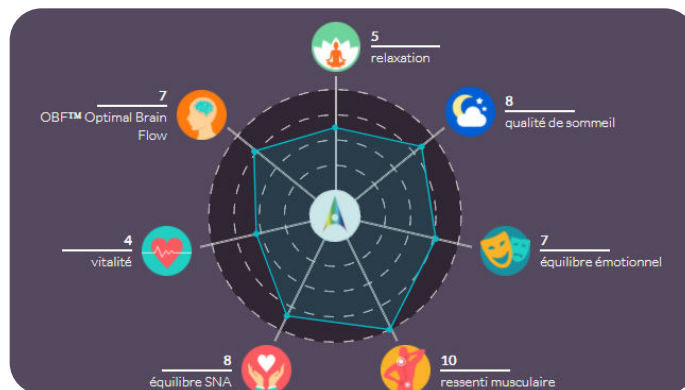 5
relaxation
7
OBF™ Optimal Brain
Flow
8
qualité de sommeil
4
vitalité
7
équilibre émotionnel
8
équilibre SNA
10
ressenti musculaire